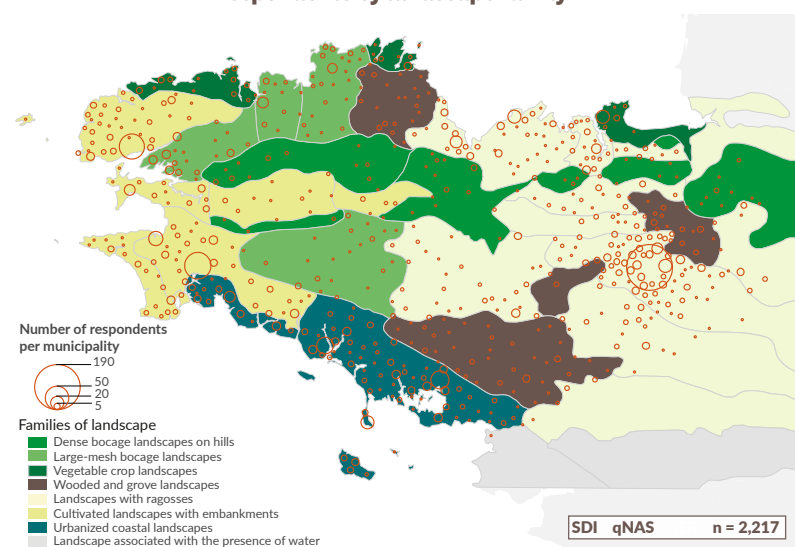 Number of respondents
per municipality
190
50
20
5
Families of landscape
Dense bocage landscapes on hills
Large-mesh bocage landscapes
Vegetable crop landscapes
Wooded and grove landscapes
Landscapes with ragosses
Cultivated landscapes with embankments
Urbanized coastal landscapes
Landscape associated with the presence of water
SDI qNAS n = 2,217